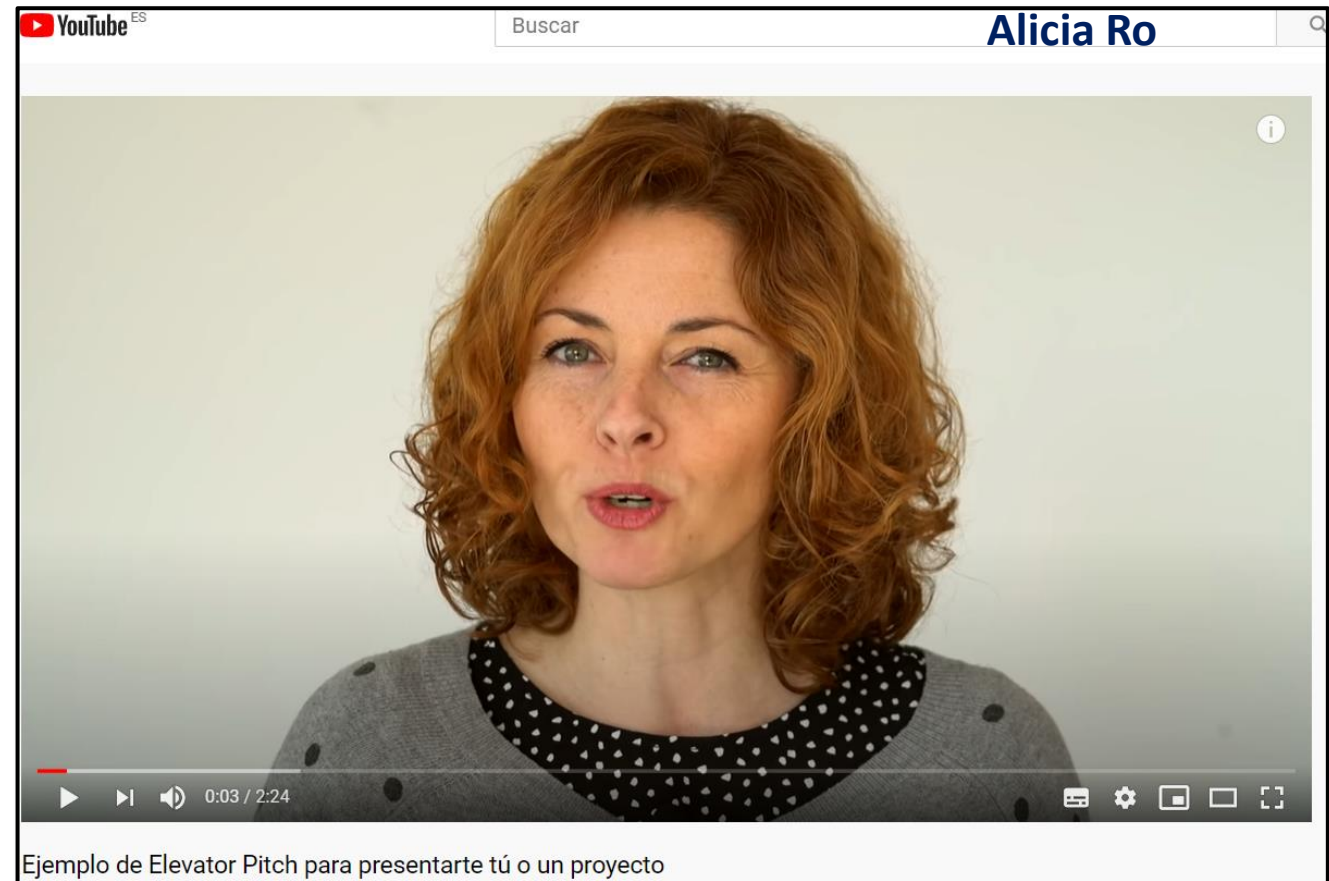 YouTube ES
Buscar
Alicia Ro
i
0:03 / 2:24
Ejemplo de Elevator Pitch para presentarte tú o un proyecto